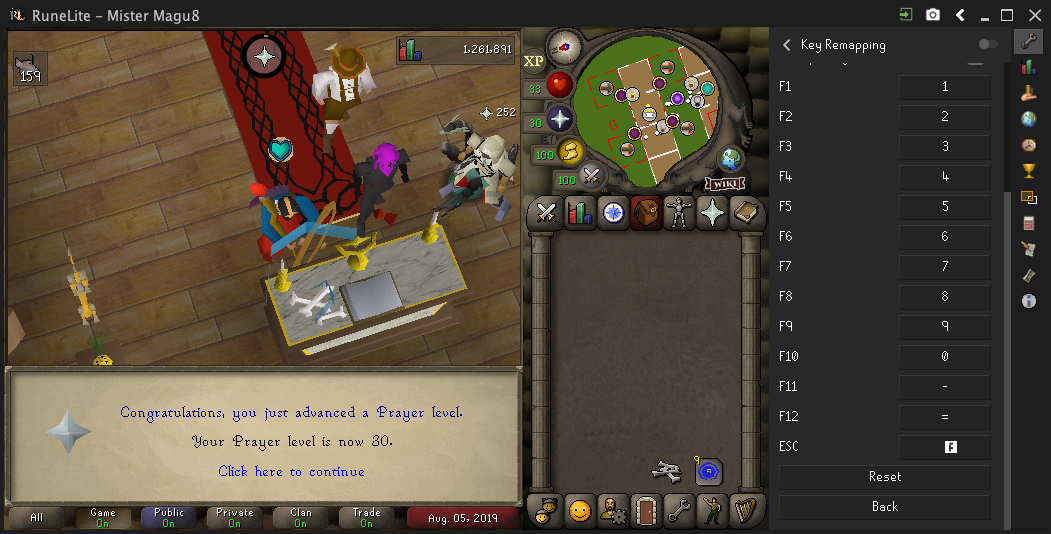 RuneLite - Mister Magu8
159
1,261,891
252
XP
33
30
100
100
WIKI
Congratulations, you just advanced a Prayer level.
Your Prayer level is now 30.
Click here to continue
9
All
Game
On
Public
On
Private
On
Clan
On
Trade
On
Aug. 05, 2019
Key Remapping
F1 1
F2 2
F3 3
F4 4
F5 5
F6 6
F7 7
F8 8
F9 9
F10 0
F11 -
F12 =
ESC F
Reset
Back